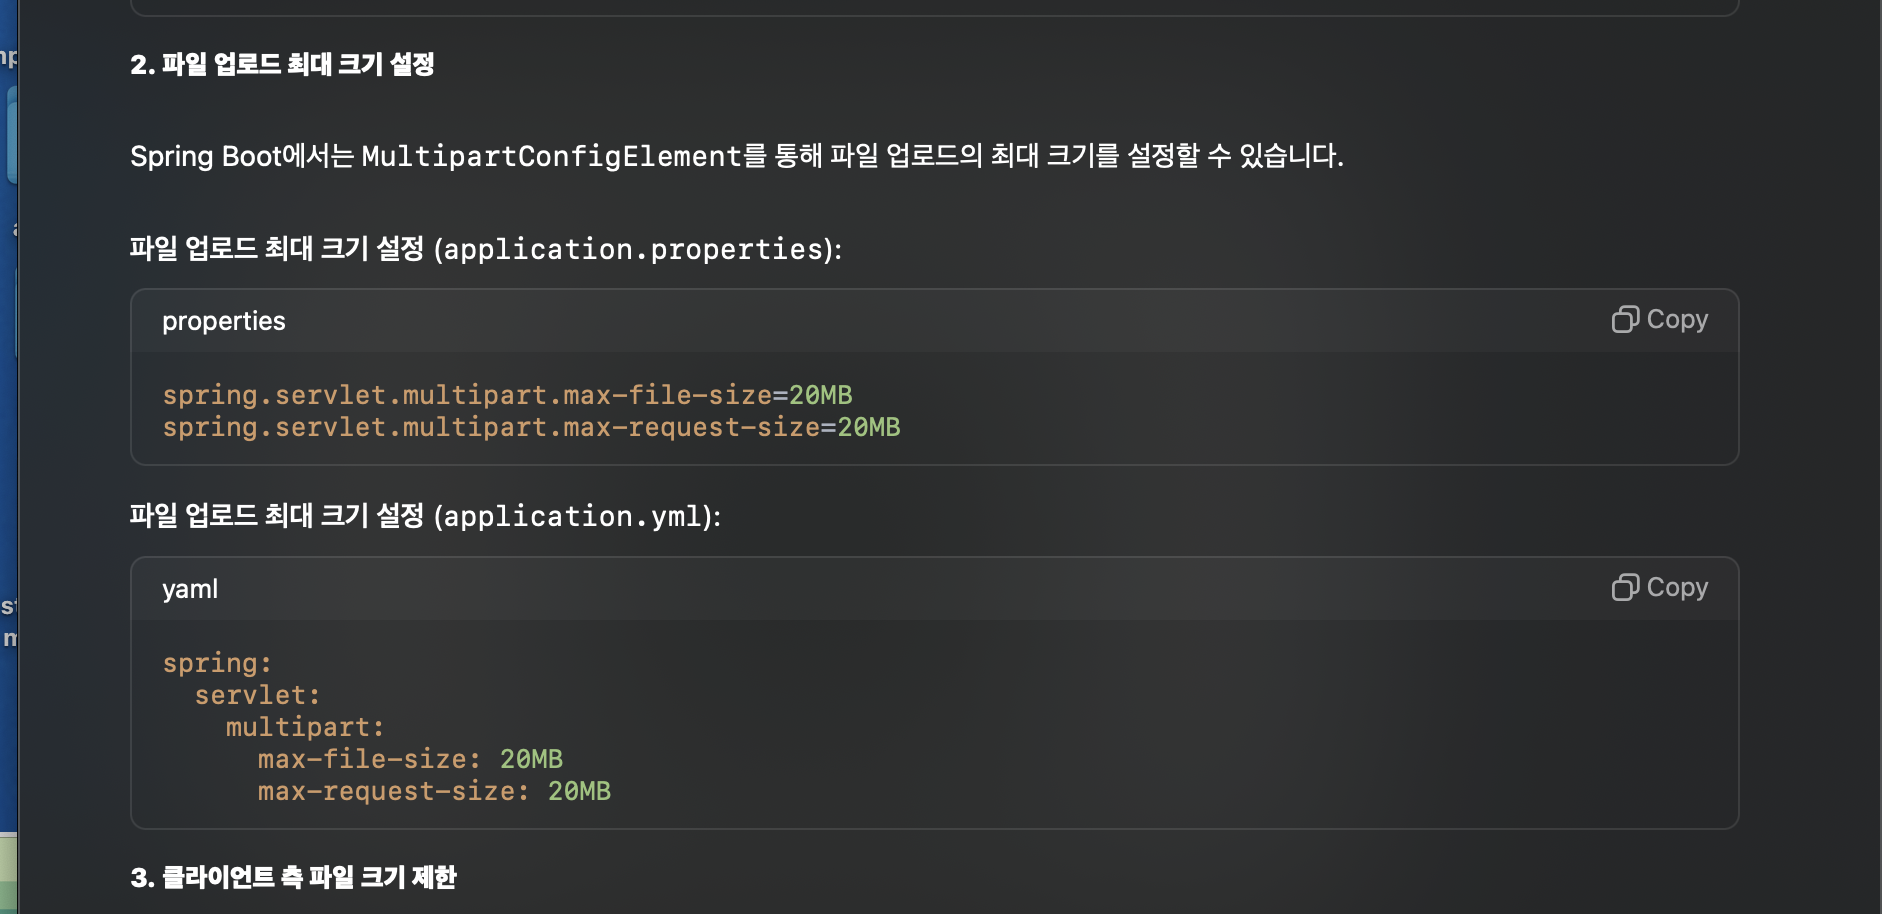 2. 파일 업로드 최대 크기 설정
Spring Boot에서는 MultipartConfigElement를 통해 파일 업로드의 최대 크기를 설정할 수 있습니다.
파일 업로드 최대 크기 설정 (application.properties):
properties
Copy
spring.servlet.multipart.max-file-size=20MB
spring.servlet.multipart.max-request-size=20MB
파일 업로드 최대 크기 설정 (application.yml):
yaml
Copy
spring:
  servlet:
    multipart:
      max-file-size: 20MB
      max-request-size: 20MB
3. 클라이언트 측 파일 크기 제한